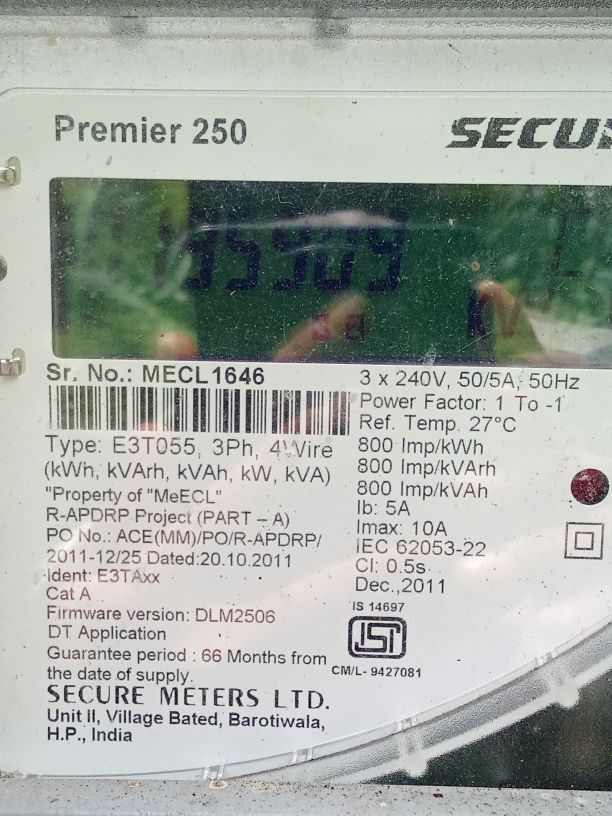 Premier 250
Sr. No.: MECL1646
Type: E3T055, 3Ph, 4Wire
(kWh, kVArh, kVAh, kW, kVA)
"Property of "MeECL"
R-APDRP Project (PART – A)
PO No.: ACE(MM)/PO/R-APDRP/
2011-12/25 Dated:20.10.2011
Ident: E3TAxx
Cat A
Firmware version: DLM2506
DT Application
Guarantee period : 66 Months from
the date of supply.
SECURE METERS LTD.
Unit II, Village Bated, Barotiwala,
H.P., India
3 x 240V, 50/5A, 50Hz
Power Factor: 1 To -1
Ref. Temp. 27°C
800 Imp/kWh
800 Imp/kVArh
800 Imp/kVAh
Ib: 5A
Imax: 10A
IEC 62053-22
Cl: 0.5s
Dec.,2011
IS 14697
CM/L- 9427081